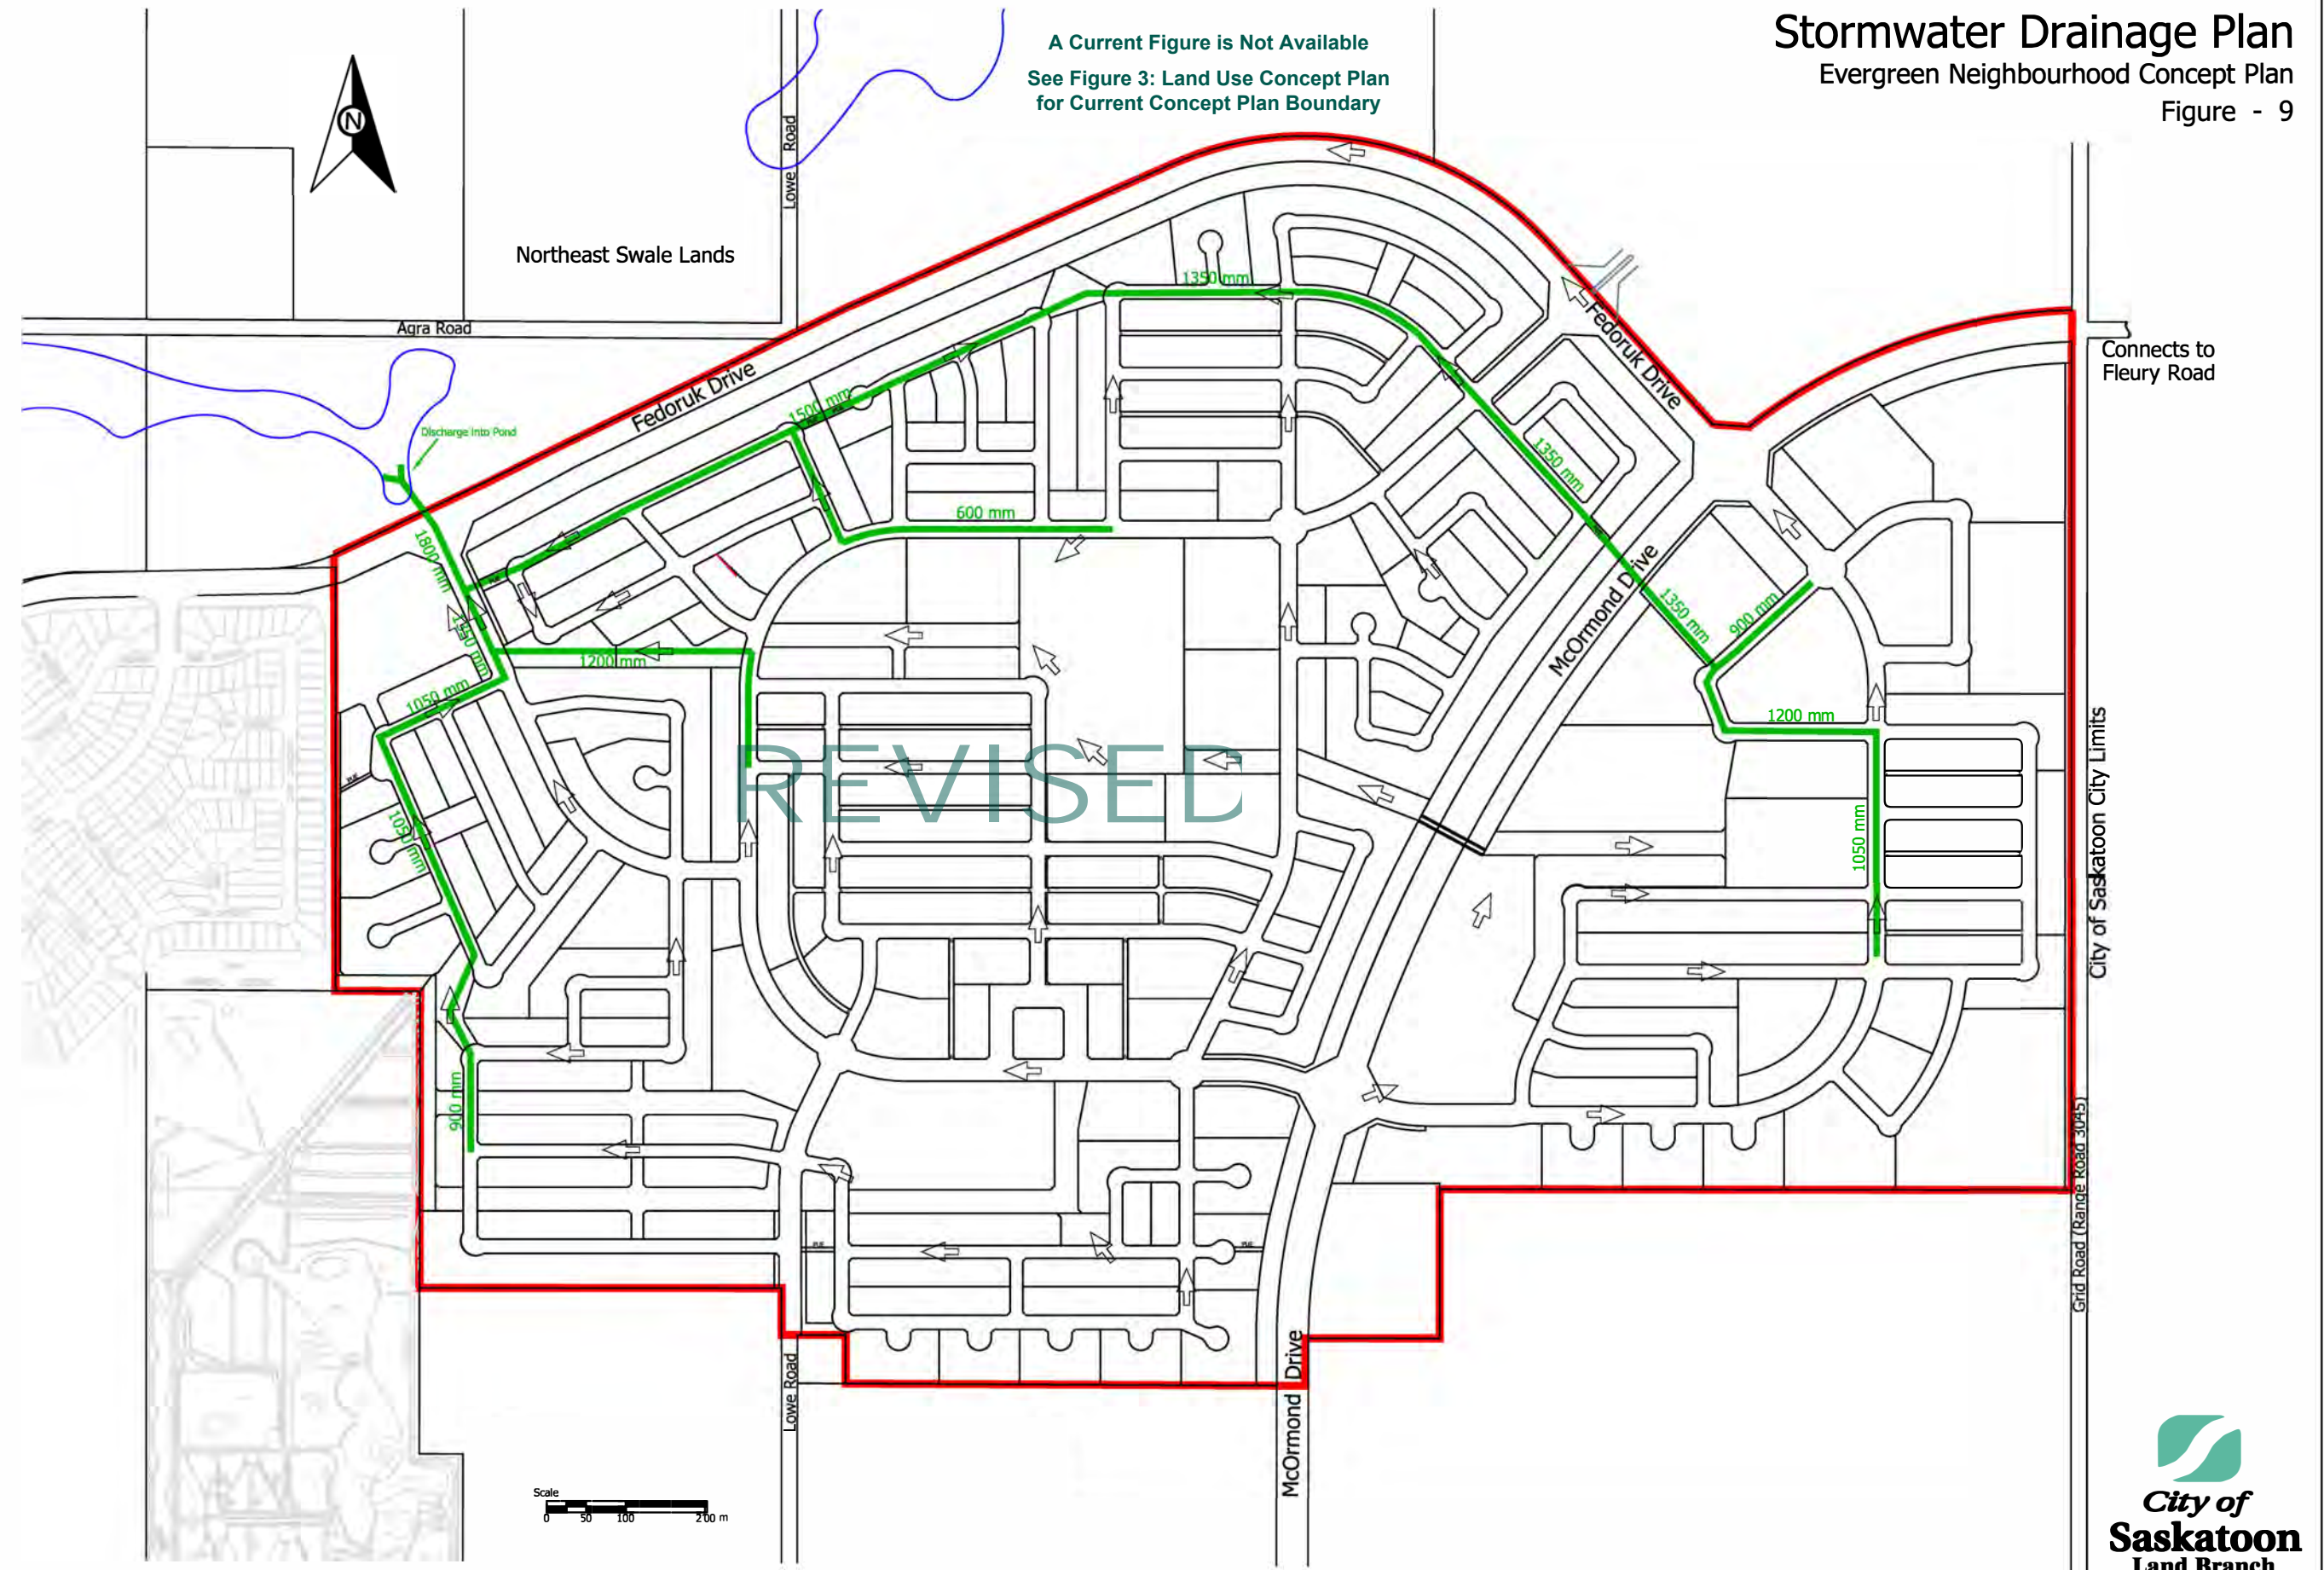 Stormwater Drainage Plan
Evergreen Neighbourhood Concept Plan
Figure - 9
A Current Figure is Not Available
See Figure 3: Land Use Concept Plan
for Current Concept Plan Boundary
N
Lowe Road
Northeast Swale Lands
Agra Road
Connects to
Fleury Road
Fedoruk Drive
Fedoruk Drive
Discharge Into Pond
1350 mm
1500 mm
1350 mm
600 mm
1800 mm
1350 mm
900 mm
McOrmond Drive
1200 mm
1050 mm
1200 mm
REVISED
1050 mm
1050 mm
City of Saskatoon City Limits
900 mm
Grid Road (Range Road 3045)
Lowe Road
McOrmond Drive
Scale
0 50 100 200 m
City of
Saskatoon
Land Branch